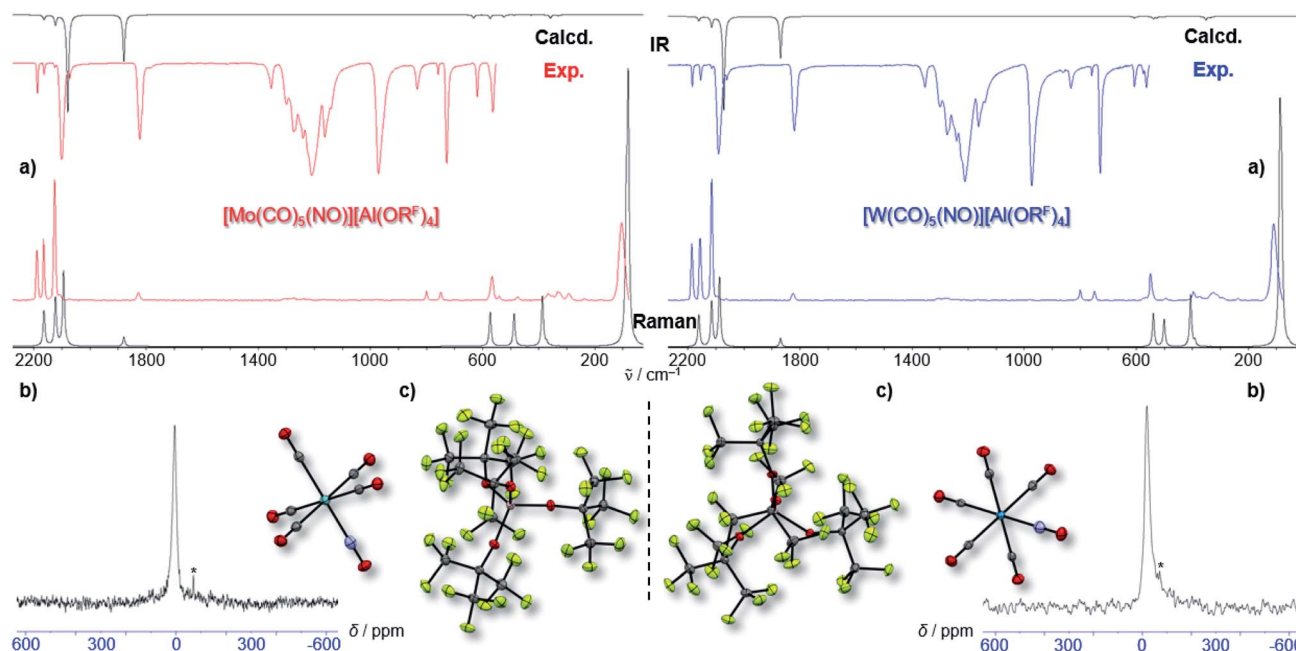 Calcd.
IR
Calcd.
Exp.
Exp.
a)
a)
[Mo(CO)₅(NO)][Al(ORᶠ)₄]
[W(CO)₅(NO)][Al(ORᶠ)₄]
Raman
2200 1800 1400 1000 600 200
2200 1800 1400 1000 600 200
ν̃ / cm⁻¹
b)
c)
c)
b)
*
*
δ / ppm
δ / ppm
600 300 0 -300 -600
600 300 0 -300 -600